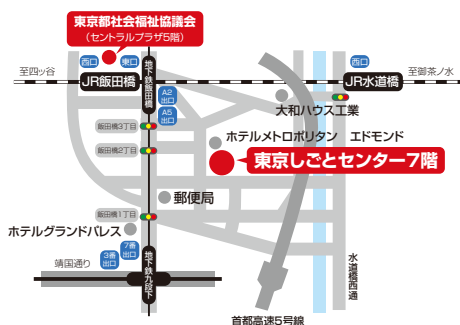 東京都社会福祉協議会
(セントラルプラザ5階)
西口
東口
地下鉄飯田橋
西口
至四ッ谷
JR飯田橋
JR水道橋
至御茶ノ水
A2
出口
A5
出口
大和ハウス工業
飯田橋3丁目
ホテルメトロポリタン エドモンド
飯田橋2丁目
東京しごとセンター7階
郵便局
飯田橋1丁目
ホテルグランドパレス
7番
出口
3番
出口
靖国通り
地下鉄九段下
水道橋西通
首都高速5号線